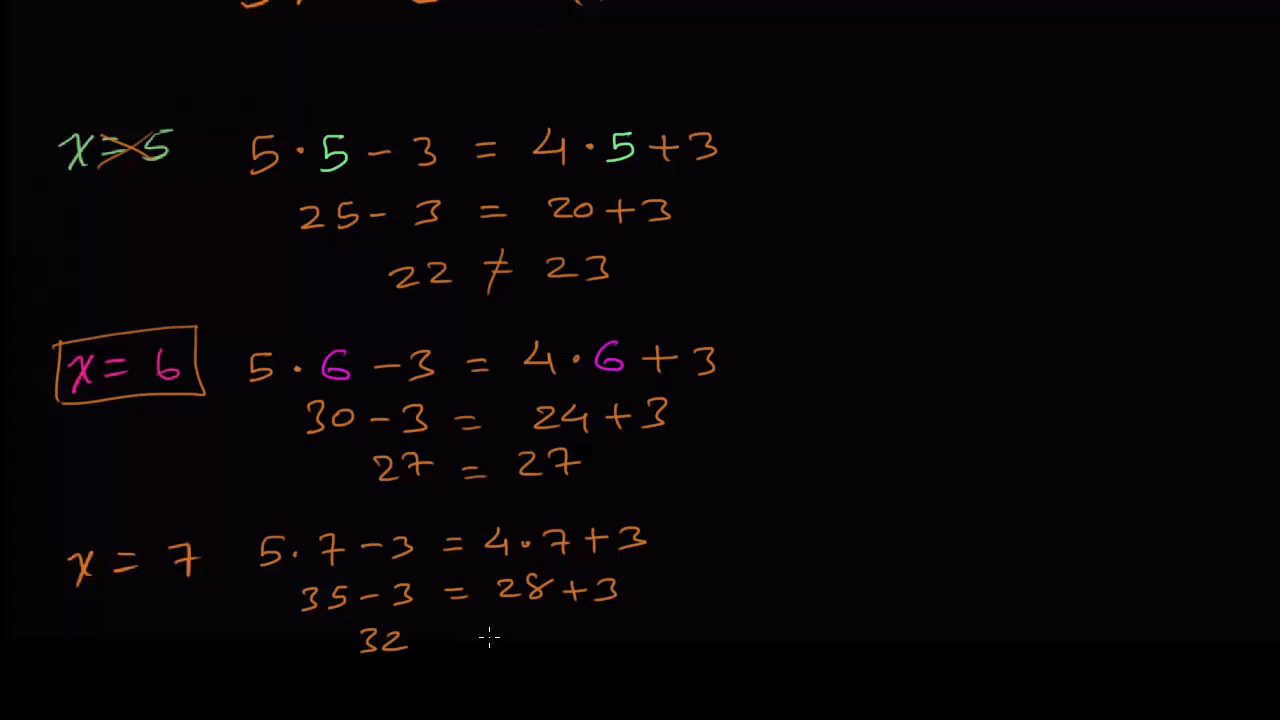 x=5 5·5-3 = 4·5+3
25-3 = 20+3
22 ≠ 23
x=6 5·6-3 = 4·6+3
30-3 = 24+3
27 = 27
x=7 5·7-3 = 4·7+3
35-3 = 28+3
32